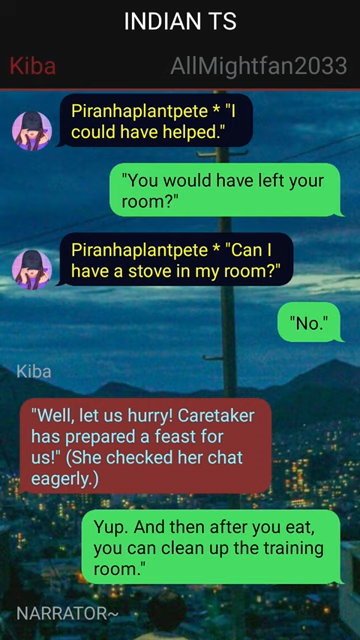 INDIAN TS
Kiba AllMightfan2033
Piranhaplantpete * "I
could have helped."
"You would have left your
room?"
Piranhaplantpete * "Can I
have a stove in my room?"
"No."
Kiba
"Well, let us hurry! Caretaker
has prepared a feast for
us!" (She checked her chat
eagerly.)
Yup. And then after you eat,
you can clean up the training
room."
NARRATOR~